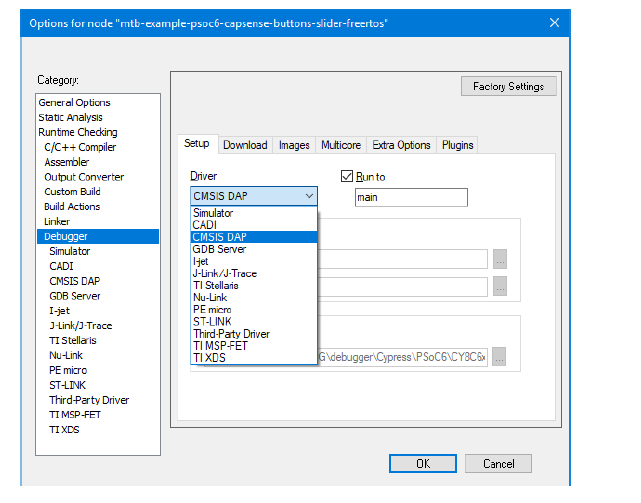 Options for node "mtb-example-psoc6-capsense-buttons-slider-freertos"
Category:
General Options
Static Analysis
Runtime Checking
C/C++ Compiler
Assembler
Output Converter
Custom Build
Build Actions
Linker
Debugger
Simulator
CADI
CMSIS DAP
GDB Server
I-jet
J-Link/J-Trace
TI Stellaris
Nu-Link
PE micro
ST-LINK
Third-Party Driver
TI MSP-FET
TI XDS
Factory Settings
Setup Download Images Multicore Extra Options Plugins
Driver
Run to
CMSIS DAP
main
Simulator
CADI
CMSIS DAP
GDB Server
I-jet
J-Link/J-Trace
TI Stellaris
Nu-Link
PE micro
ST-LINK
Third-Party Driver
TI MSP-FET
TI XDS
...
...
G\debugger\Cypress\PSoC6\CY8C6x
...
OK Cancel